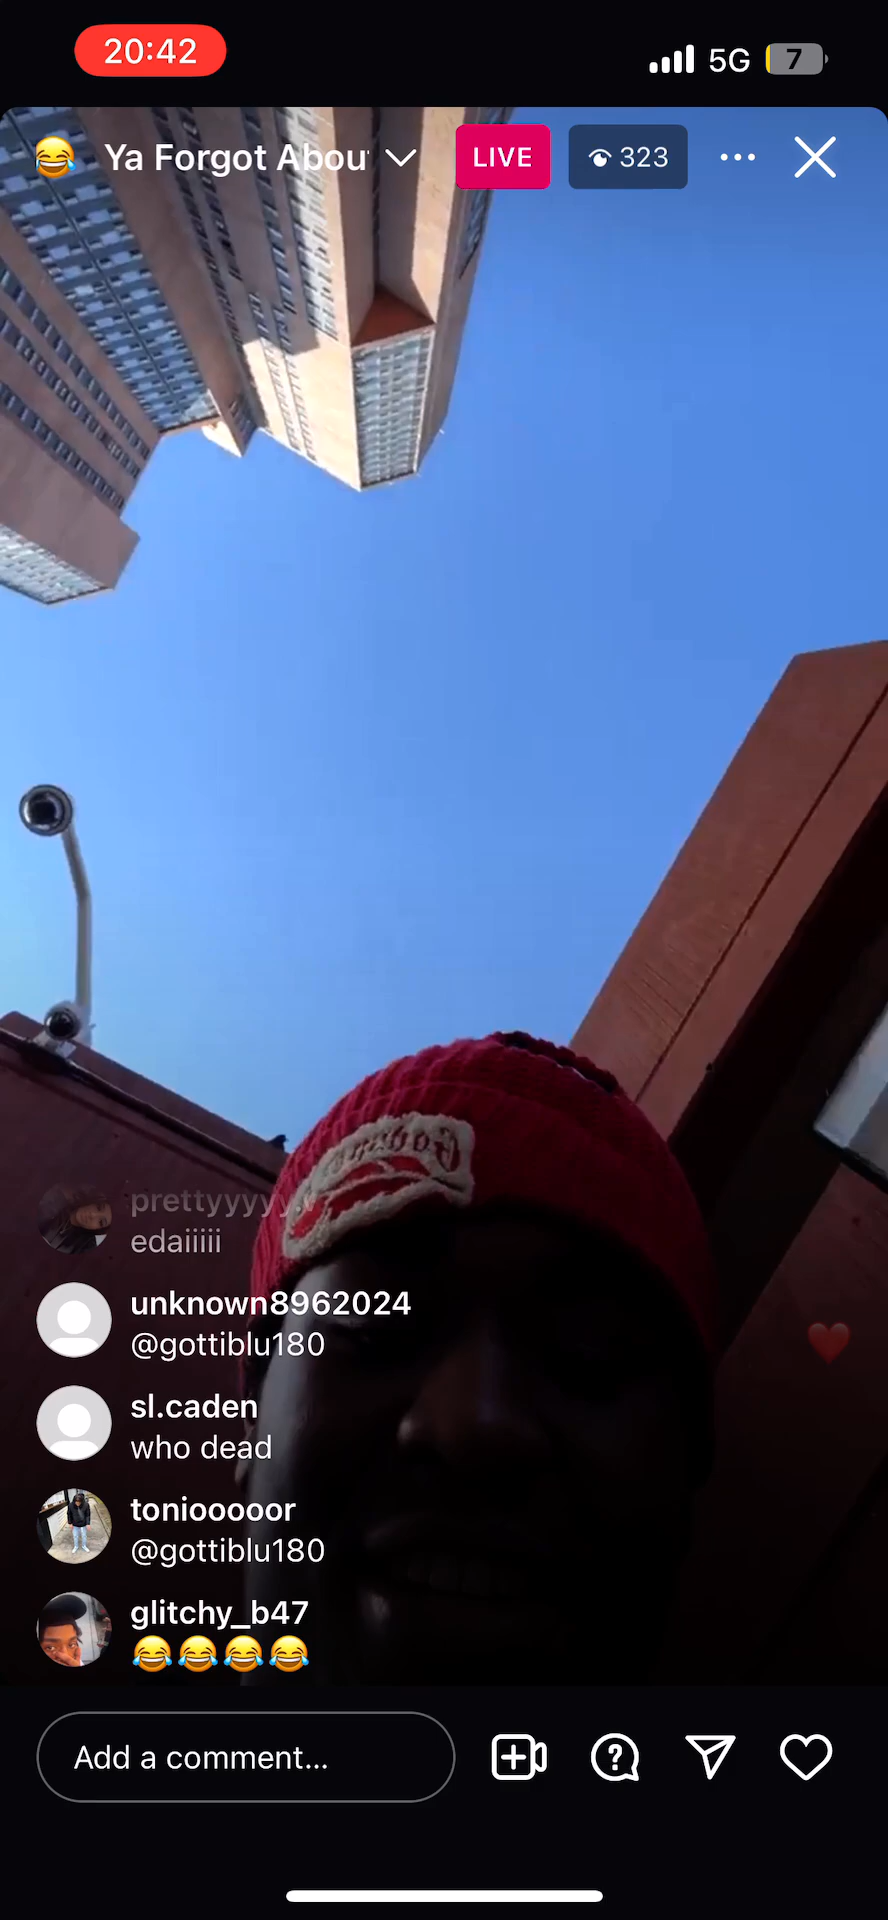 20:42
5G
7
😂 Ya Forgot Abou
LIVE
323
prettyyyyy.v
edaiiiii
unknown8962024
@gottiblu180
sl.caden
who dead
toniooooor
@gottiblu180
glitchy_b47
😂😂😂😂
Add a comment...